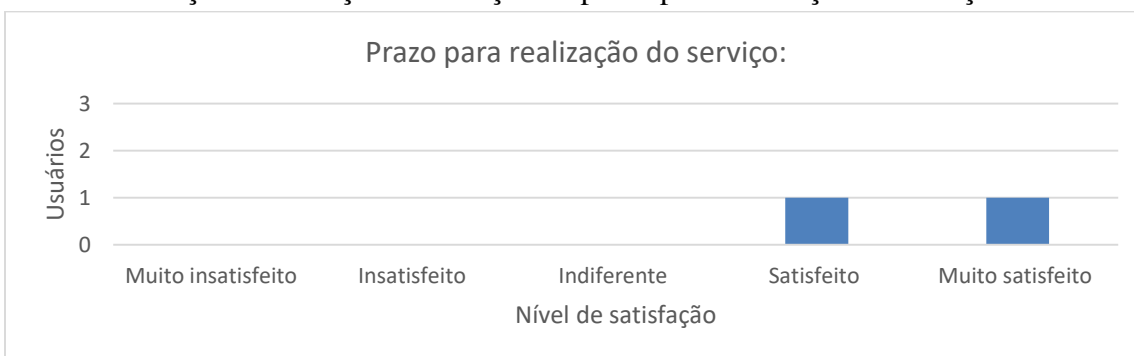 Prazo para realização do serviço:
3
2
1
0
Usuários
Muito insatisfeito Insatisfeito Indiferente Satisfeito Muito satisfeito
Nível de satisfação